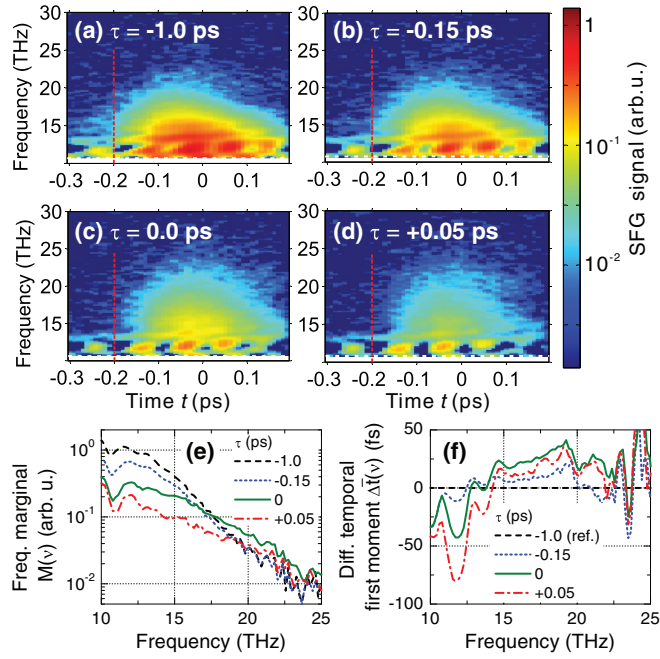 (a) τ = -1.0 ps
(b) τ = -0.15 ps
Frequency (THz)
30
25
20
15
-0.3 -0.2 -0.1 0 0.1
-0.3 -0.2 -0.1 0 0.1
(c) τ = 0.0 ps
(d) τ = +0.05 ps
Frequency (THz)
30
25
20
15
-0.3 -0.2 -0.1 0 0.1
-0.3 -0.2 -0.1 0 0.1
Time t (ps)
Time t (ps)
1
10-1
10-2
SFG signal (arb.u.)
(e)
τ (ps)
-1.0
-0.15
0
+0.05
Freq. marginal
M(ν) (arb. u.)
100
10-1
10-2
10 15 20 25
Frequency (THz)
(f)
τ (ps)
-1.0 (ref.)
-0.15
0
+0.05
Diff. temporal
first moment Δt̄(ν) (fs)
50
0
-50
-100
10 15 20 25
Frequency (THz)